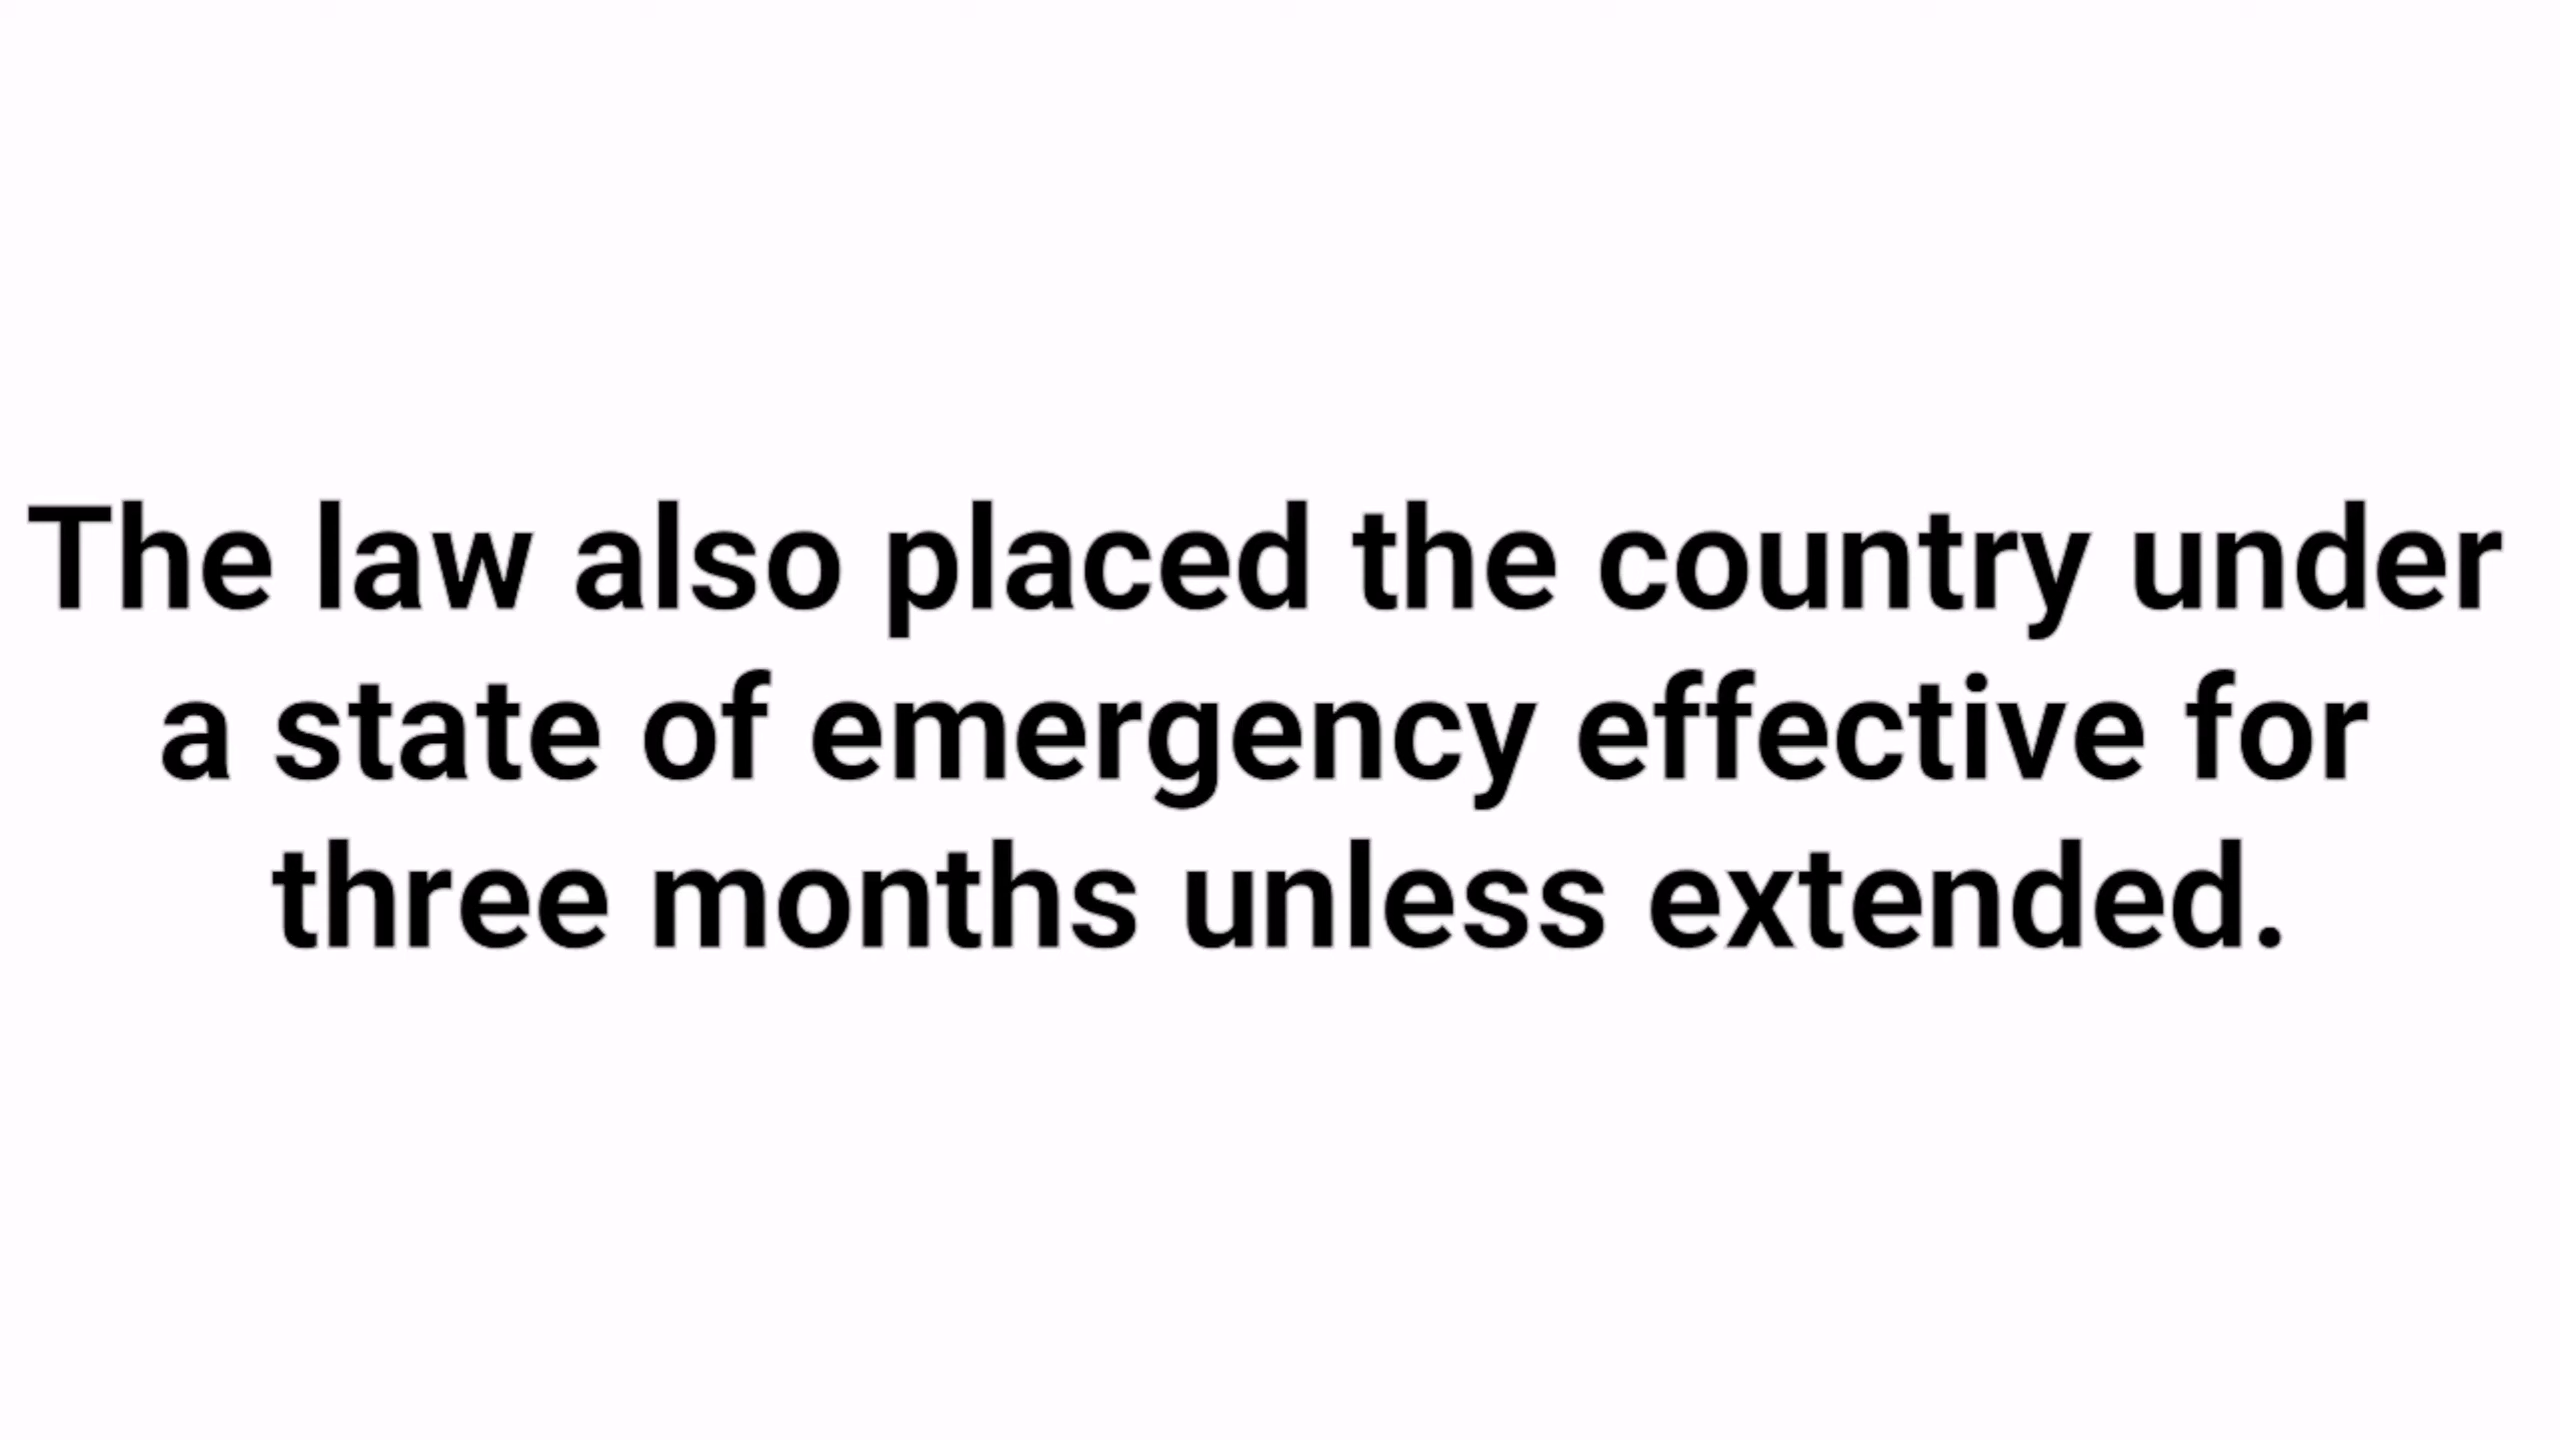 The law also placed the country under
a state of emergency effective for
three months unless extended.